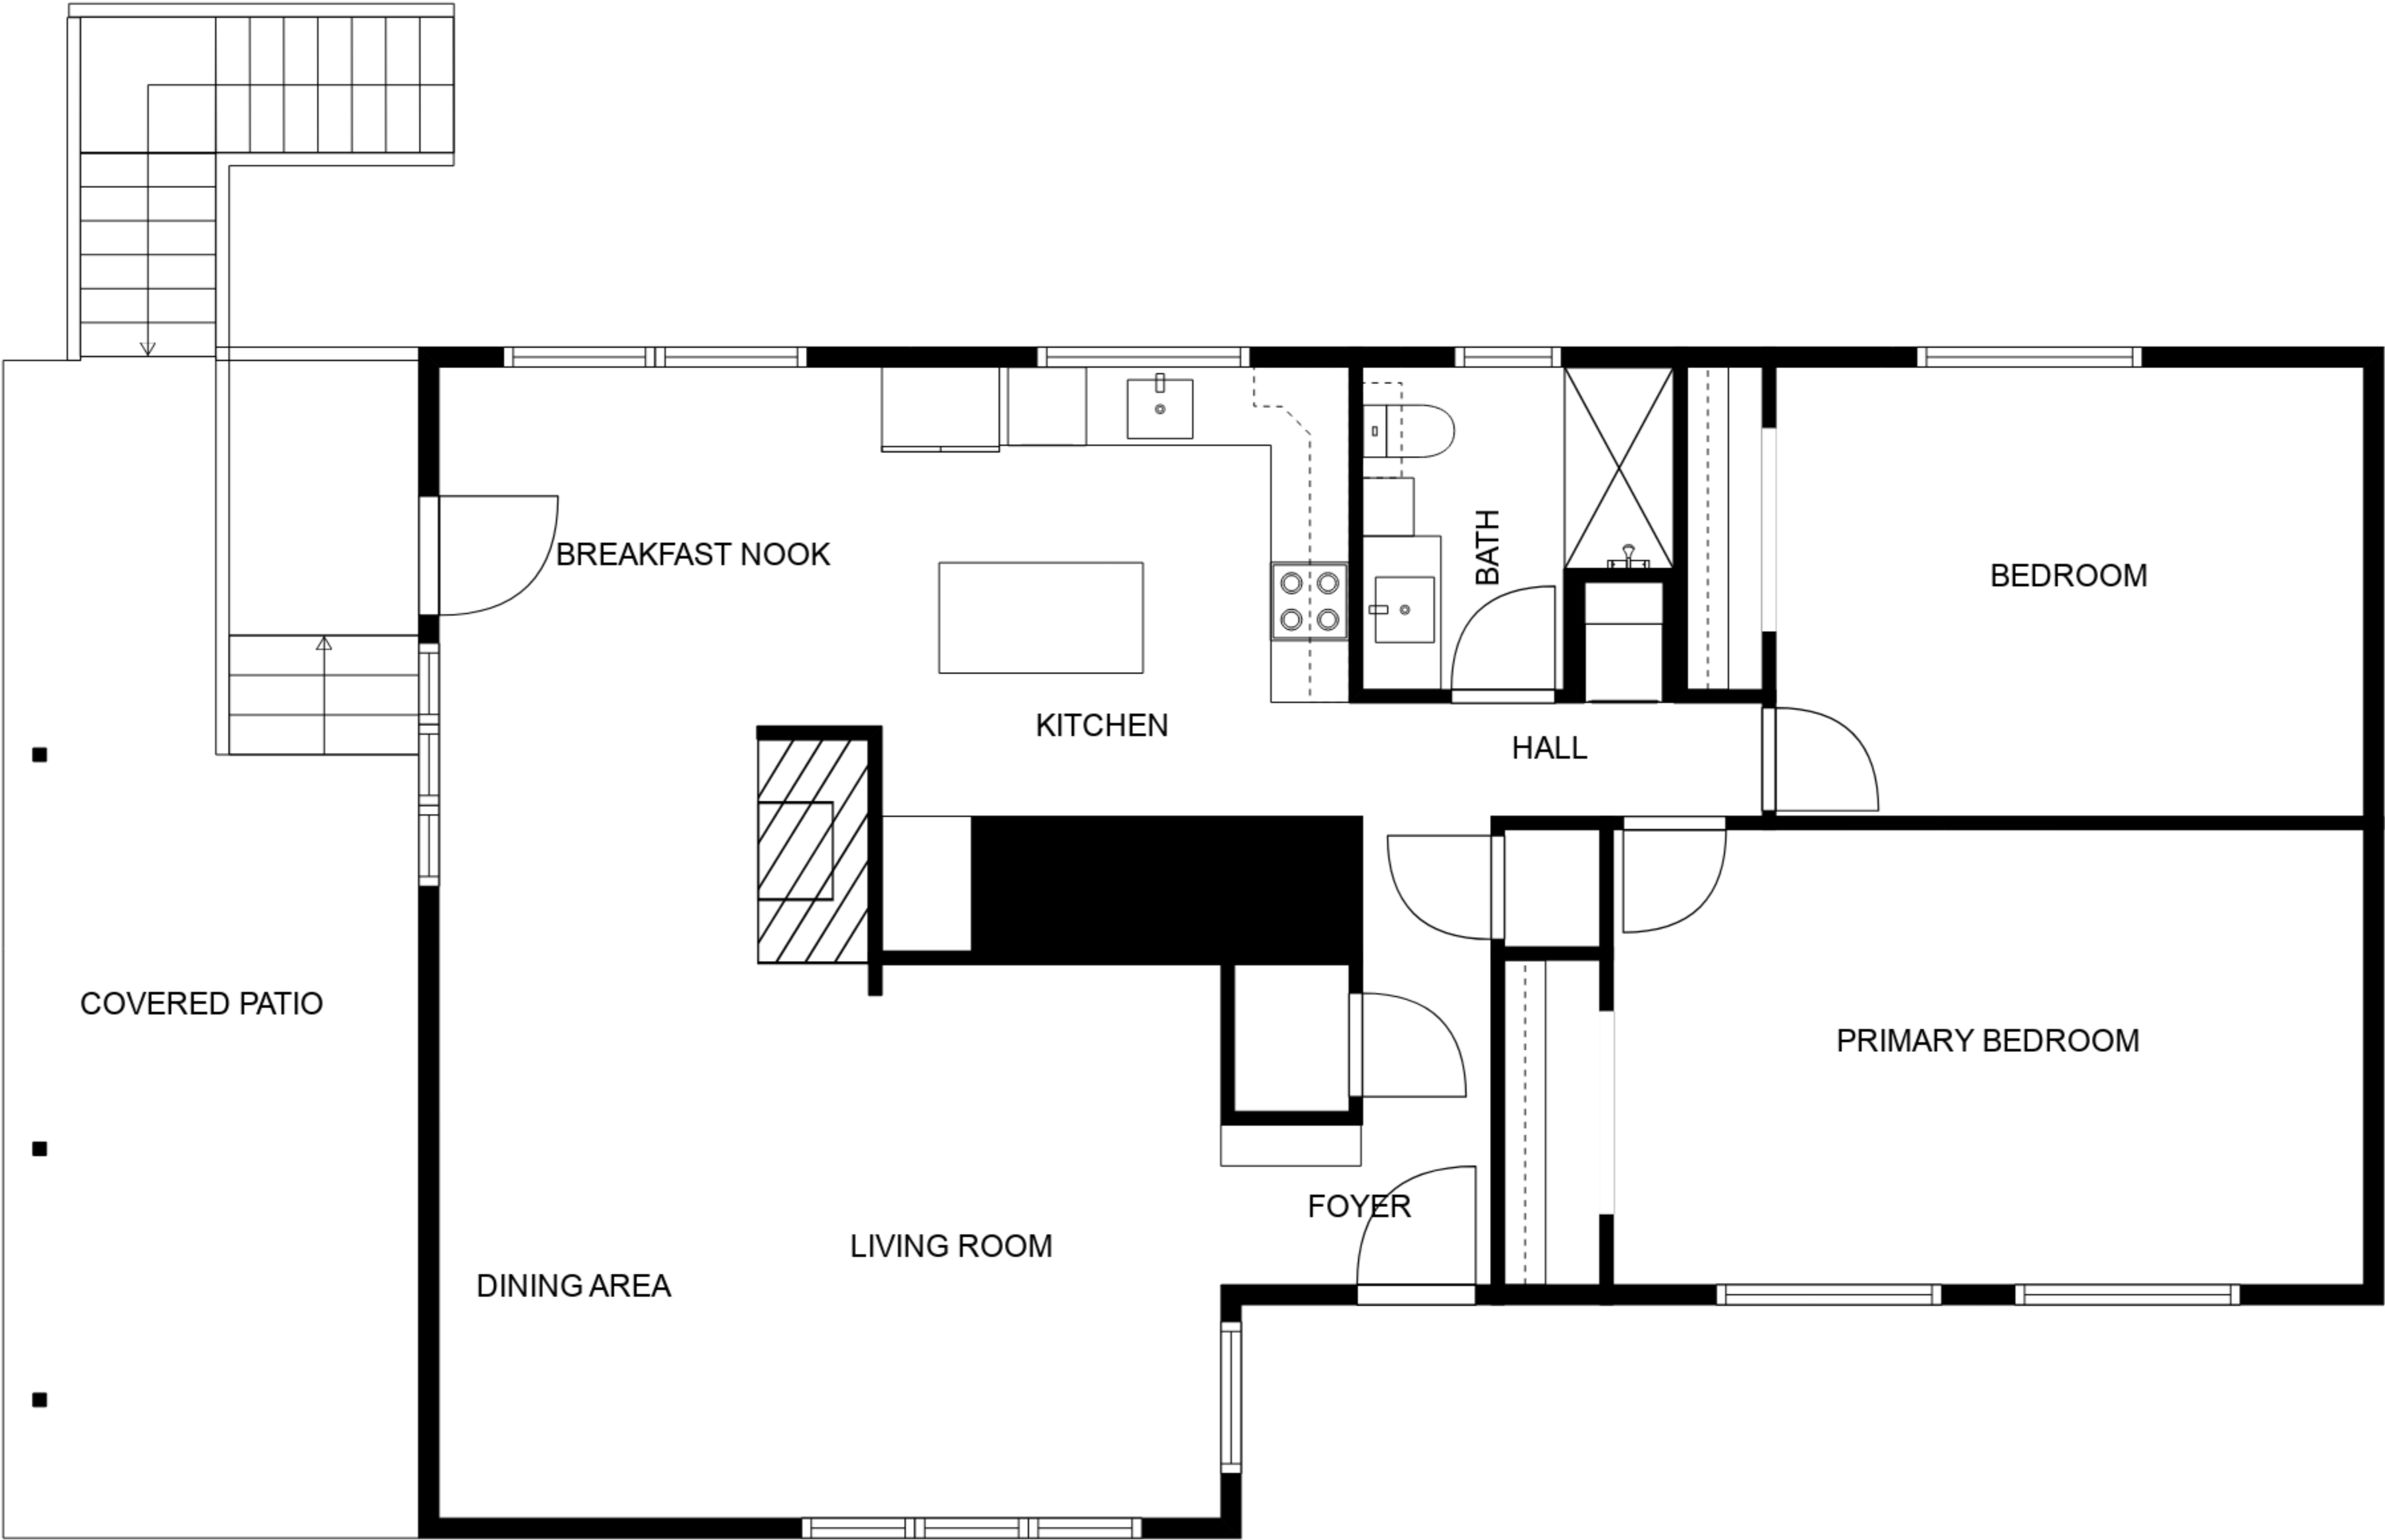 BREAKFAST NOOK
BATH
BEDROOM
KITCHEN
HALL
COVERED PATIO
PRIMARY BEDROOM
FOYER
LIVING ROOM
DINING AREA